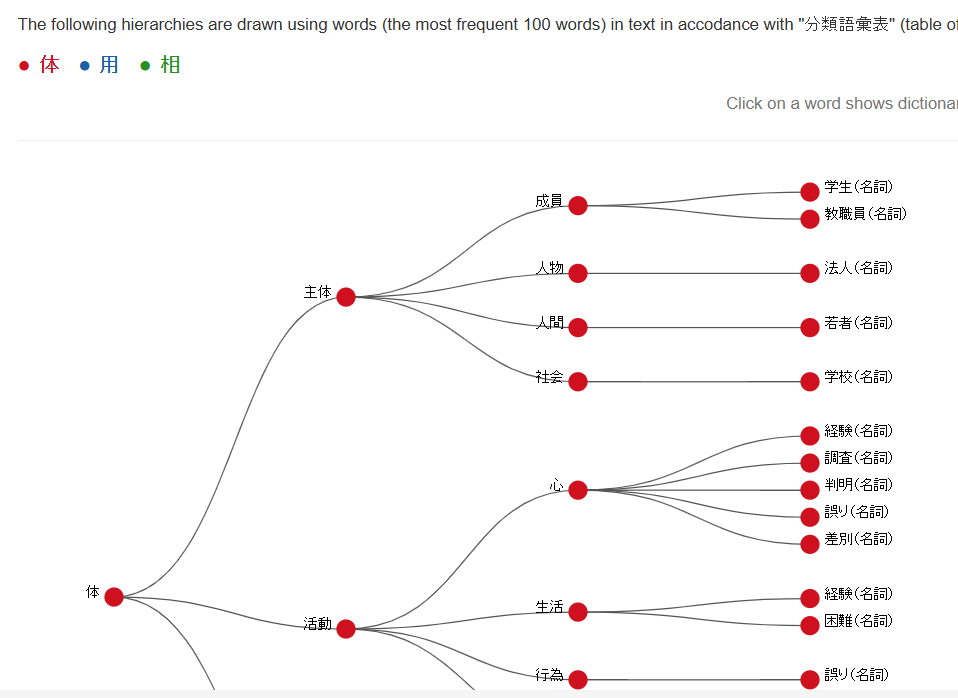 The following hierarchies are drawn using words (the most frequent 100 words) in text in accodance with "分類語彙表" (table of
体 用 相
Click on a word shows dictionar
学生(名詞)
成員
教職員(名詞)
人物
法人(名詞)
主体
人間
若者(名詞)
社会
学校(名詞)
経験(名詞)
調査(名詞)
心
判明(名詞)
誤り(名詞)
差別(名詞)
体
経験(名詞)
生活
困難(名詞)
活動
行為
誤り(名詞)